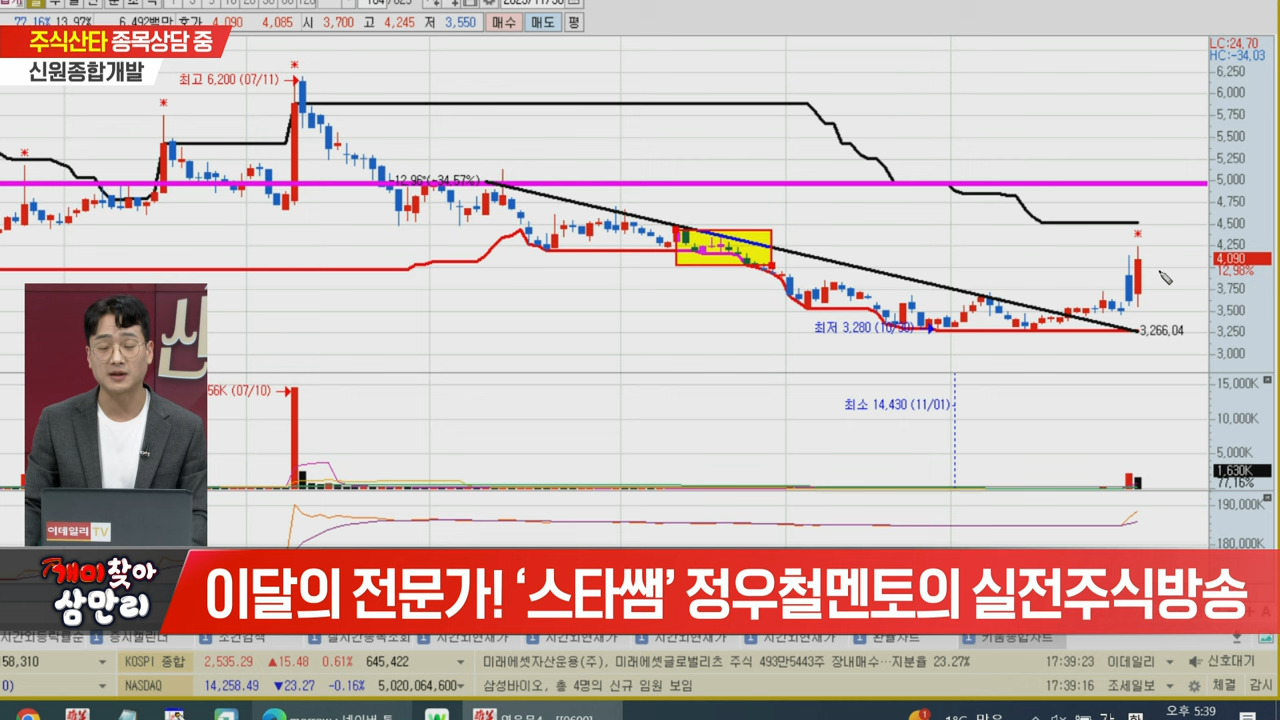 77.16% 13.97% 6,492백만 호가 4,090 4,085 시 3,700 고 4,245 저 3,550 매수 매도 평
주식산타 종목상담 중
신원종합개발
최고 6,200 (07/11)
-12.96*(-34.57%)
최저 3,280 (10/30)
3,266.04
LC:24.70
HC:-34.03
6,250
6,000
5,750
5,500
5,250
5,000
4,750
4,500
4,250
4,090
12.98%
3,750
3,500
3,250
3,000
56K (07/10)
최소 14,430 (11/01)
15,000K
10,000K
5,000K
1,630K
77.16%
190,000K
180,000K
이데일리 TV
개미찾아
삼만리
이달의 전문가! ‘스타쌤’ 정우철멘토의 실전주식방송
58,310 KOSPI 종합 2,535.29 ▲15.48 0.61% 645,422 미래에셋자산운용(주), 미래에셋글로벌리츠 주식 493만5443주 장내매수…지분율 23.27% 17:39:23 이데일리 신호대기
0) NASDAQ 14,258.49 ▼23.27 -0.16% 5,020,064,600 삼성바이오, 총 4명의 신규 임원 보임 17:39:16 조세일보 체결 감시
오후 5:39